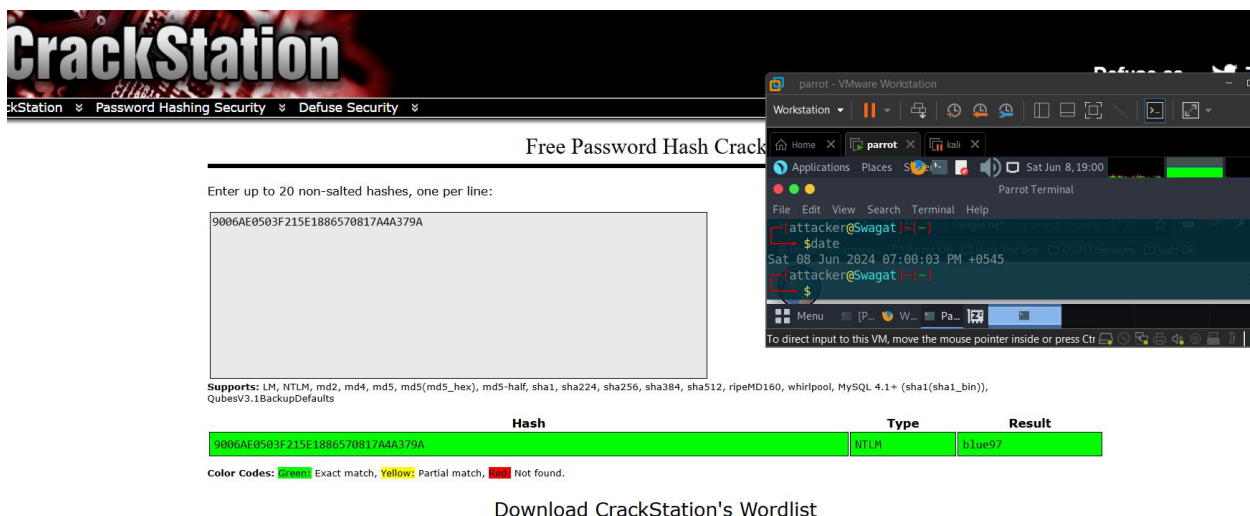 CrackStation
ckStation Password Hashing Security Defuse Security
Free Password Hash Crack
Enter up to 20 non-salted hashes, one per line:
9006AE0503F215E1886570817A4A379A
Supports: LM, NTLM, md2, md4, md5, md5(md5_hex), md5-half, sha1, sha224, sha256, sha384, sha512, ripeMD160, whirlpool, MySQL 4.1+ (sha1(sha1_bin)),
QubesV3.1BackupDefaults
Hash Type Result
9006AE0503F215E1886570817A4A379A NTLM blue97
Color Codes: Green: Exact match, Yellow: Partial match, Red: Not found.
Download CrackStation's Wordlist
parrot - VMware Workstation
Workstation
Home parrot kali
Applications Places Sat Jun 8, 19:00
Parrot Terminal
File Edit View Search Terminal Help
[attacker@Swagat]─[~]
$date
Sat 08 Jun 2024 07:00:03 PM +0545
[attacker@Swagat]─[~]
$
Menu [P... W... Pa...
To direct input to this VM, move the mouse pointer inside or press Ctr